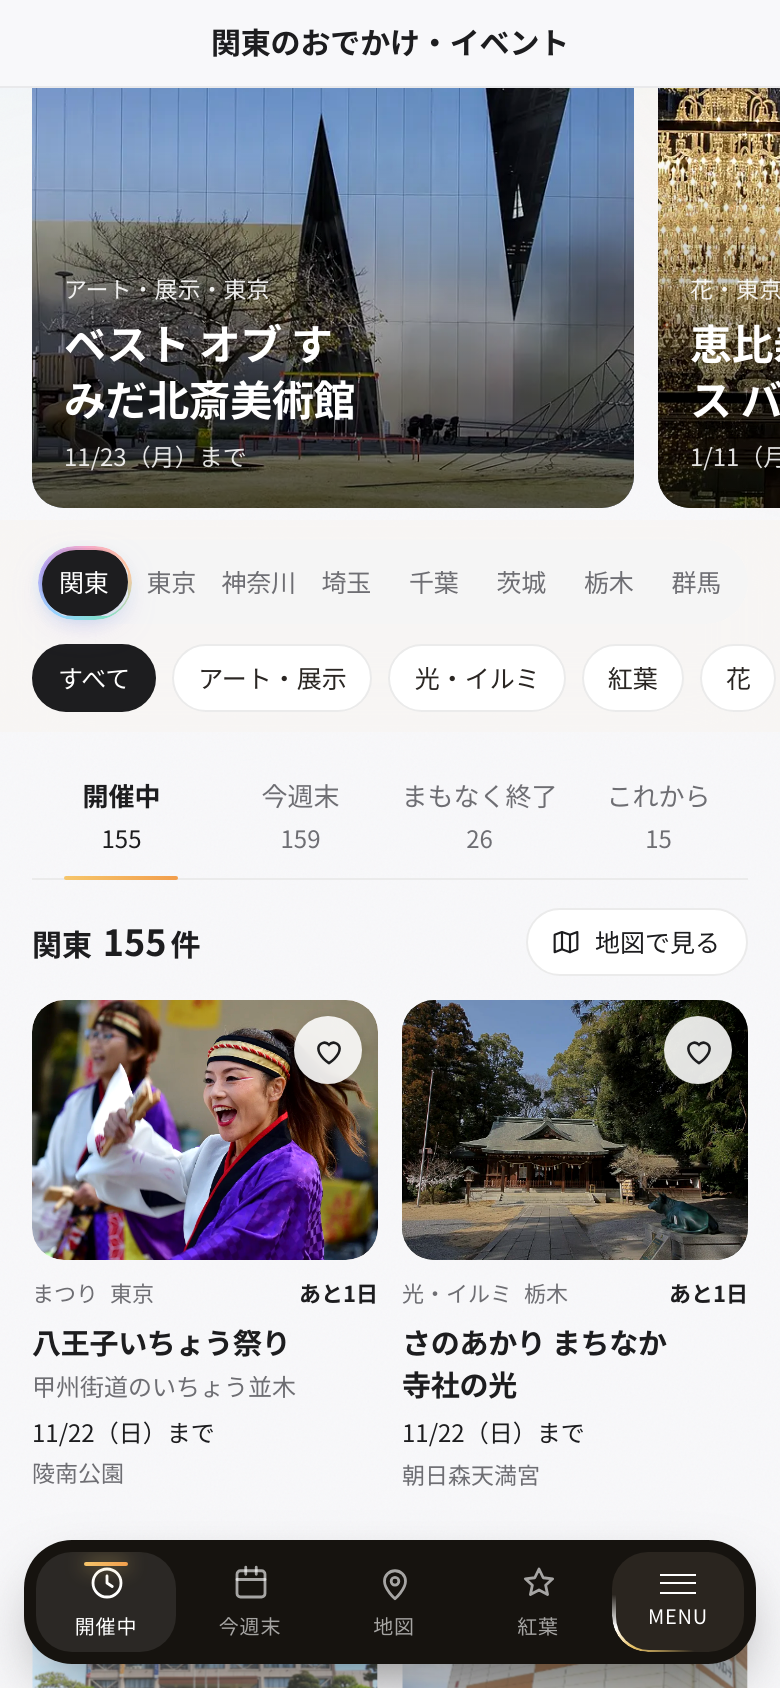 関東のおでかけ・イベント
アート・展示・東京
ベスト オブ す
みだ北斎美術館
11/23（月）まで
花・東京
恵比
ス バ
1/11（月
関東 東京 神奈川 埼玉 千葉 茨城 栃木 群馬
すべて アート・展示 光・イルミ 紅葉 花
開催中 今週末 まもなく終了 これから
155 159 26 15
関東 155件
地図で見る
まつり 東京 あと1日
八王子いちょう祭り
甲州街道のいちょう並木
11/22（日）まで
陵南公園
光・イルミ 栃木 あと1日
さのあかり まちなか
寺社の光
11/22（日）まで
朝日森天満宮
開催中 今週末 地図 紅葉 MENU